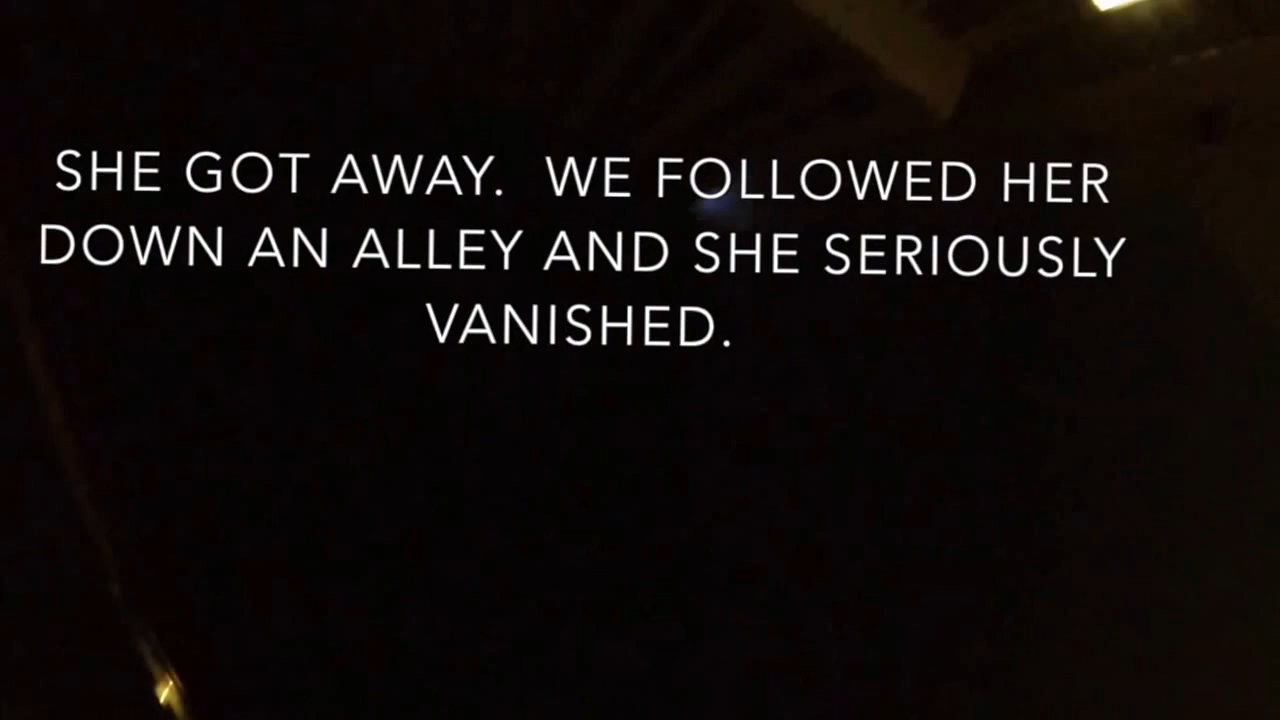 SHE GOT AWAY.  WE FOLLOWED HER
DOWN AN ALLEY AND SHE SERIOUSLY
VANISHED.